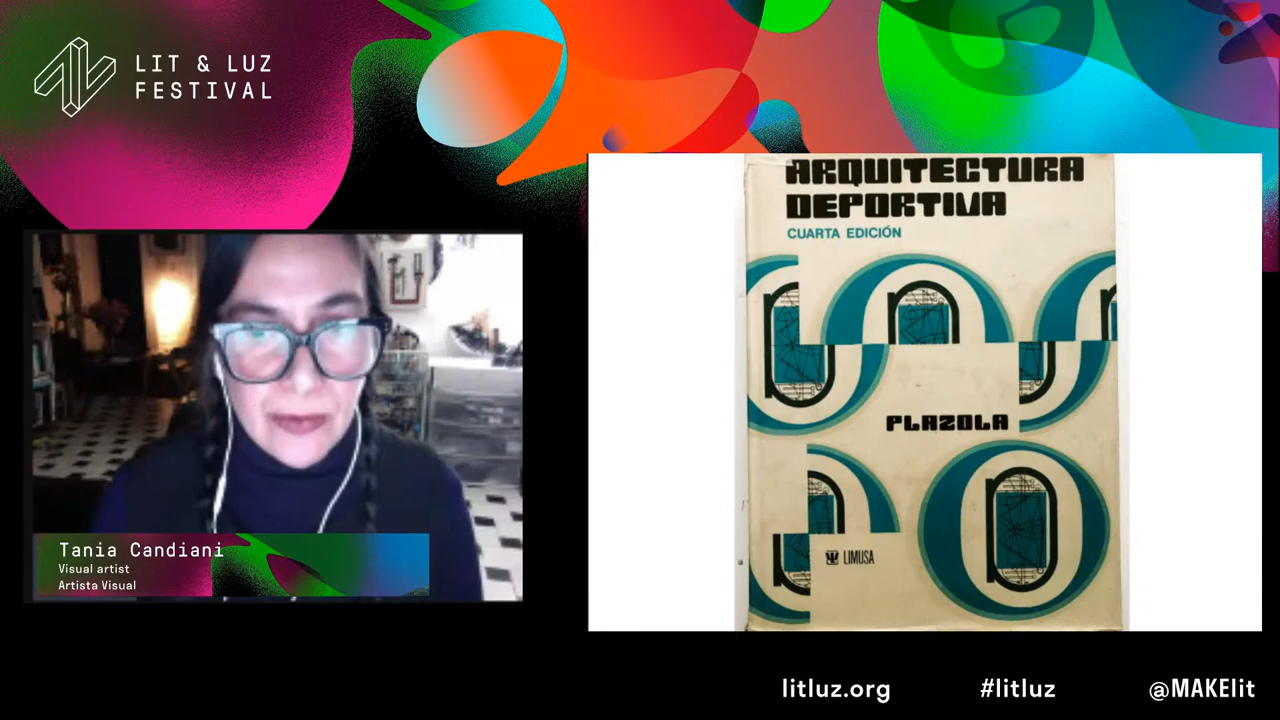 LIT & LUZ
FESTIVAL
ARQUITECTURA
DEPORTIVA
CUARTA EDICIÓN
PLAZOLA
LIMUSA
Tania Candiani
Visual artist
Artista Visual
litluz.org
#litluz
@MAKElit